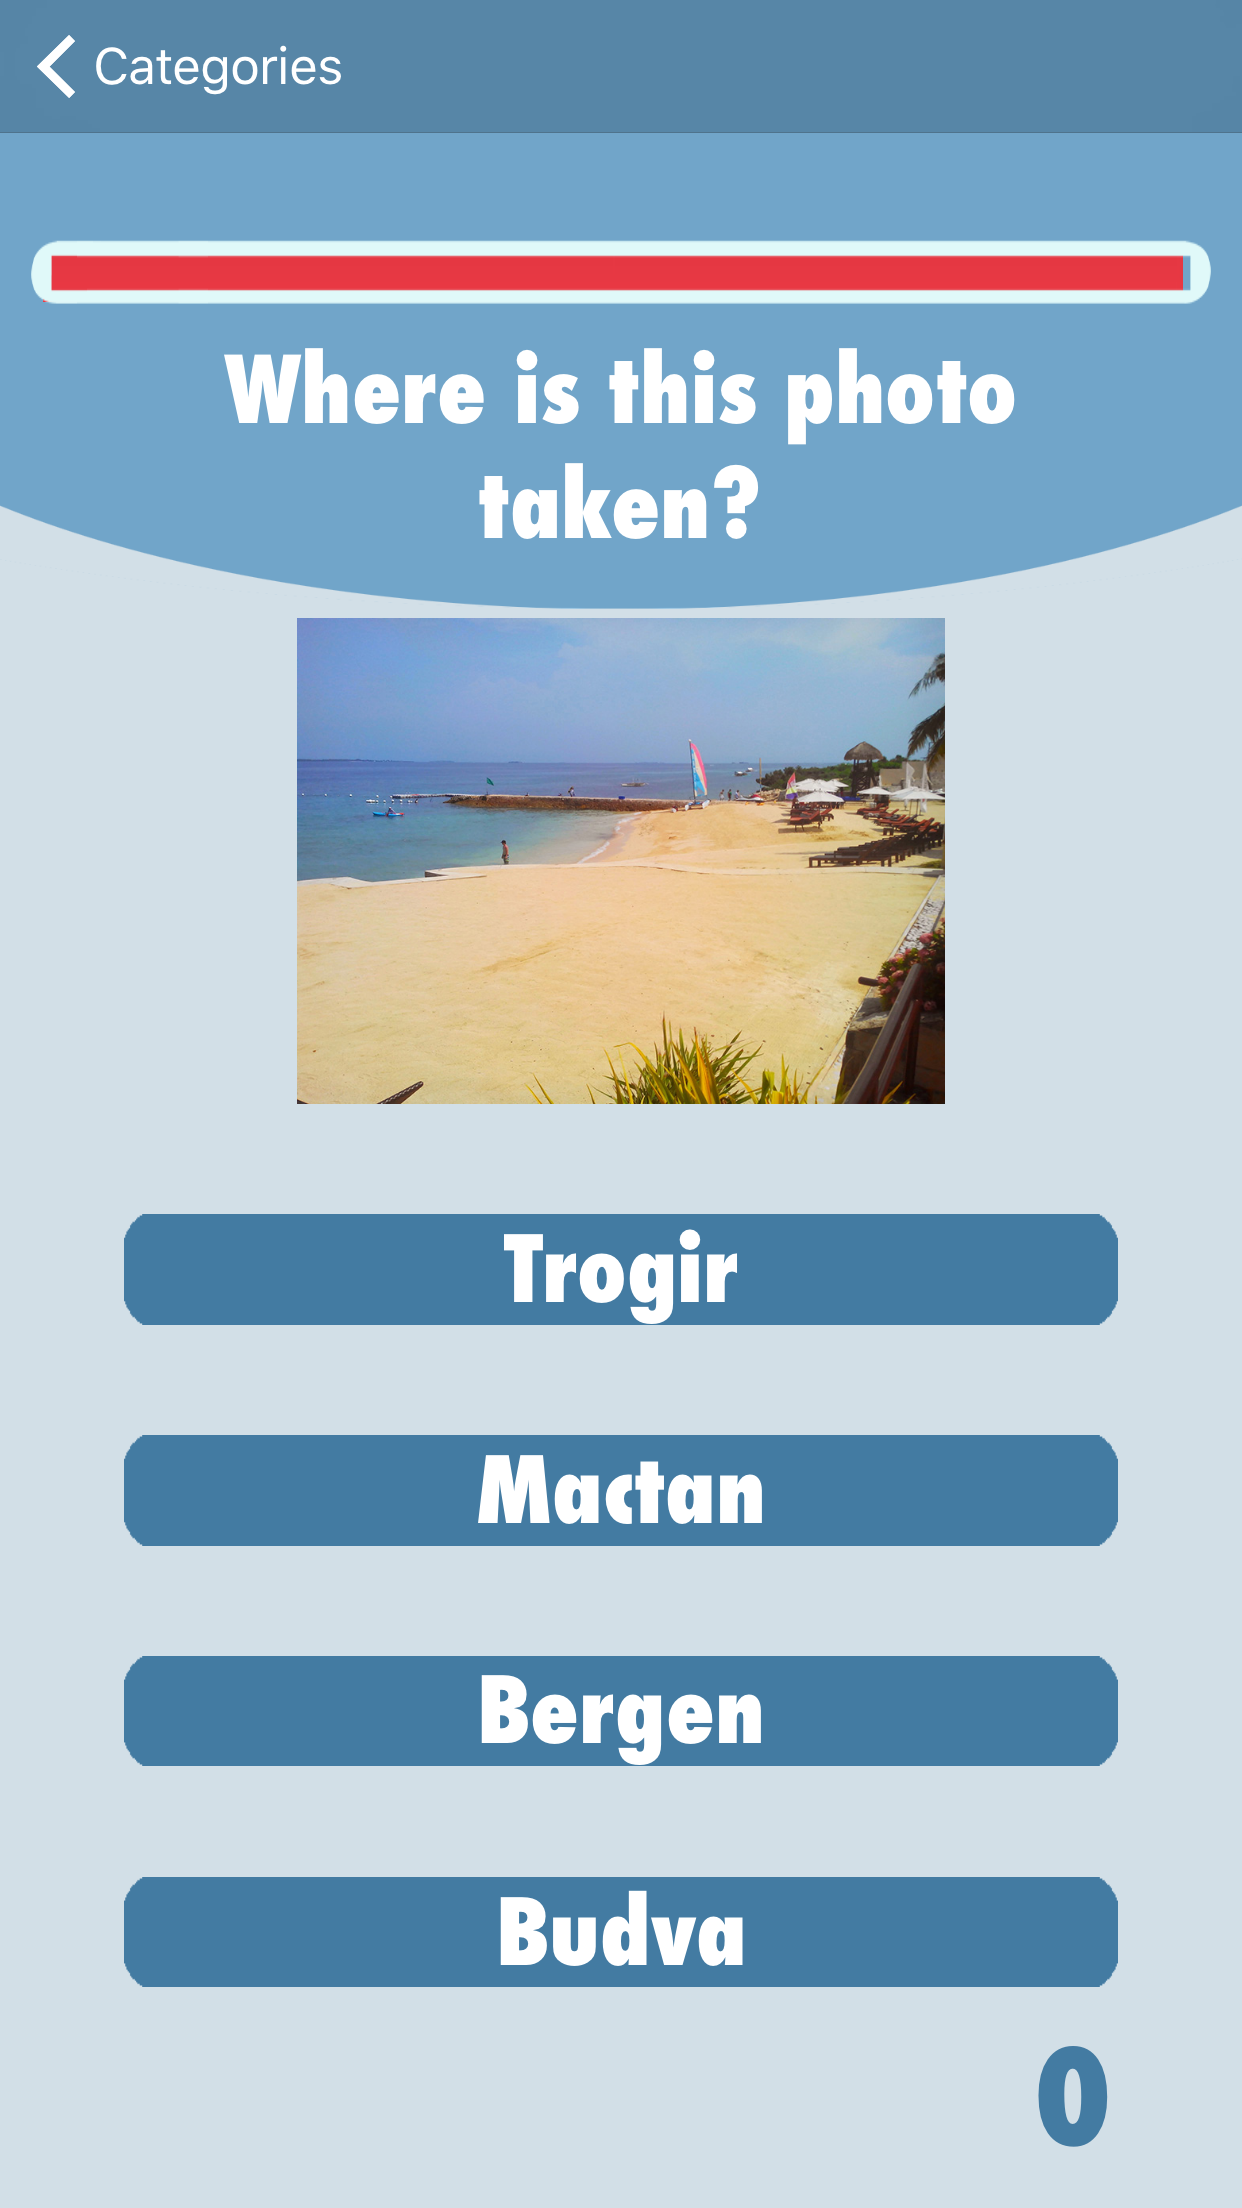 Categories
Where is this photo
taken?
Trogir
Mactan
Bergen
Budva
0